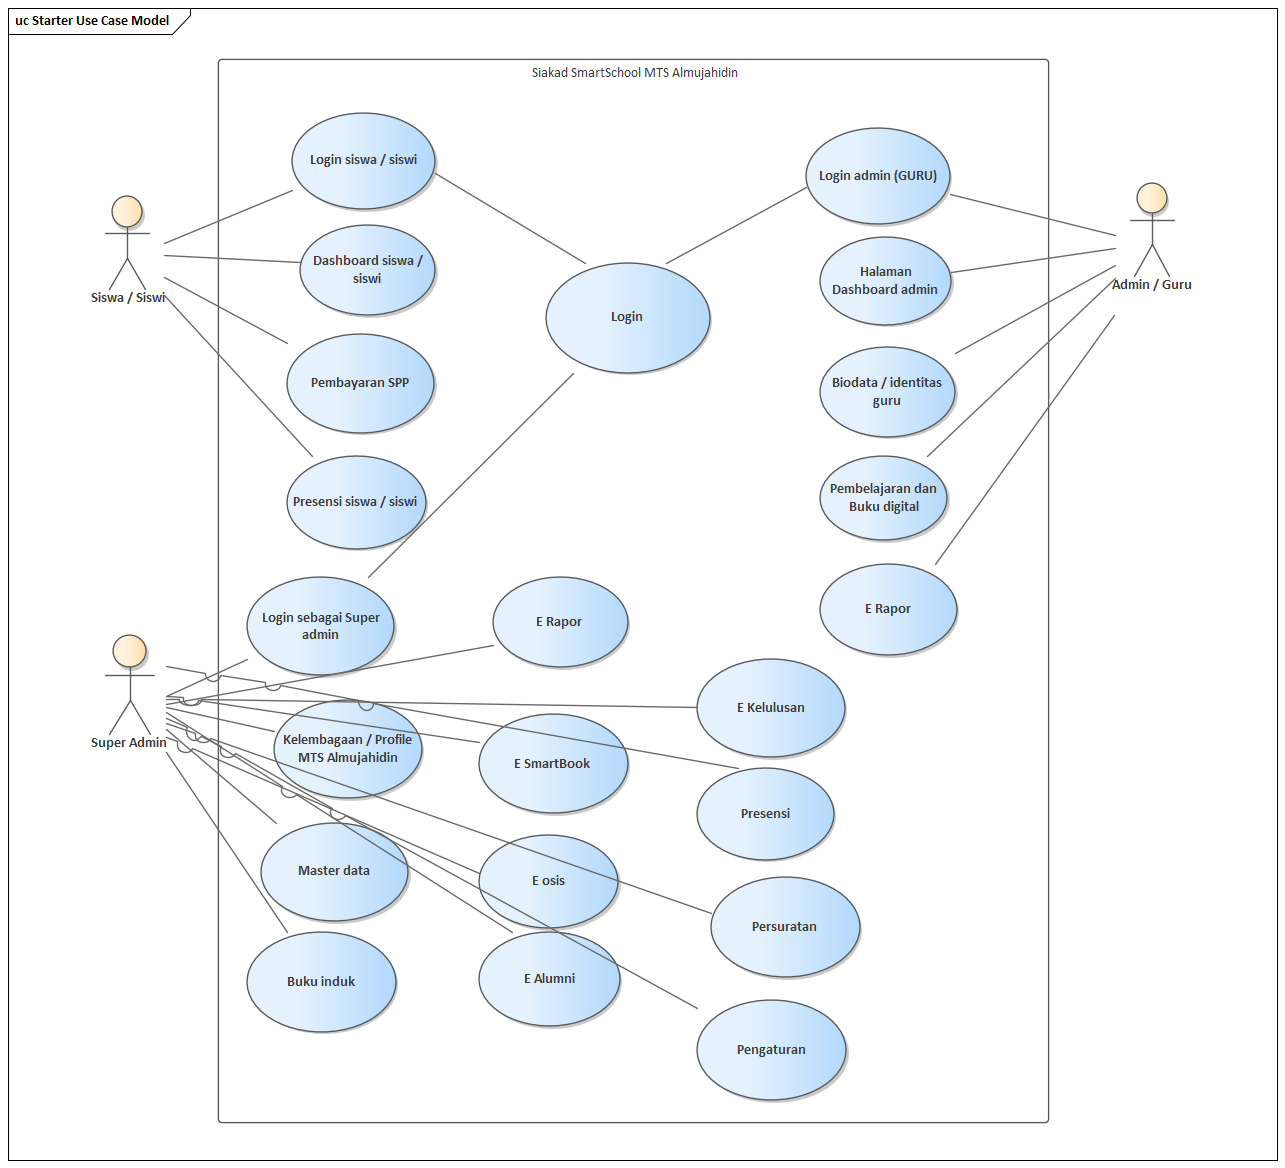 uc Starter Use Case Model
Siakad SmartSchool MTS Almujahidin
Login siswa / siswi
Login admin (GURU)
Dashboard siswa /
siswi
Halaman
Dashboard admin
Siswa / Siswi
Admin / Guru
Login
Pembayaran SPP
Biodata / identitas
guru
Presensi siswa / siswi
Pembelajaran dan
Buku digital
Login sebagai Super
admin
E Rapor
E Rapor
Super Admin
E Kelulusan
Kelembagaan / Profile
MTS Almujahidin
E SmartBook
Presensi
Master data
E osis
Persuratan
Buku induk
E Alumni
Pengaturan